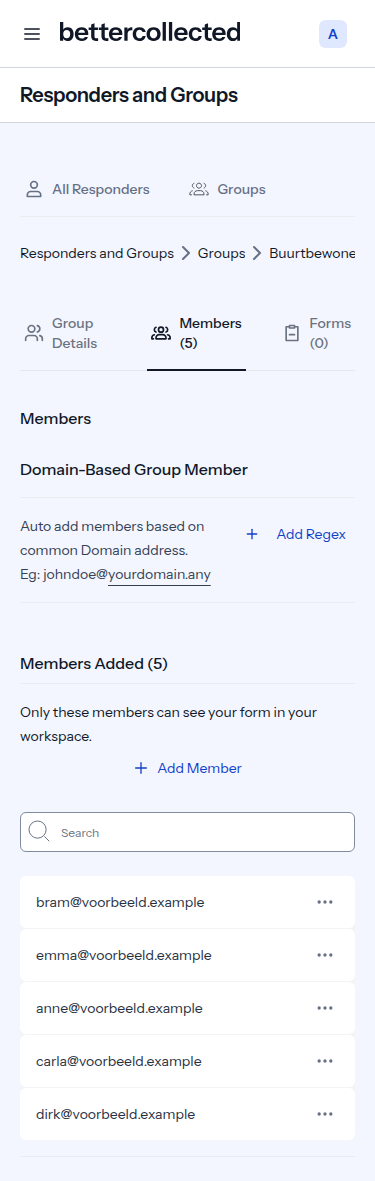 bettercollected
A
Responders and Groups
All Responders
Groups
Responders and Groups > Groups > Buurtbewone
Group
Details
Members
(5)
Forms
(0)
Members
Domain-Based Group Member
Auto add members based on
common Domain address.
Eg: johndoe@yourdomain.any
+ Add Regex
Members Added (5)
Only these members can see your form in your
workspace.
+ Add Member
Search
bram@voorbeeld.example
emma@voorbeeld.example
anne@voorbeeld.example
carla@voorbeeld.example
dirk@voorbeeld.example